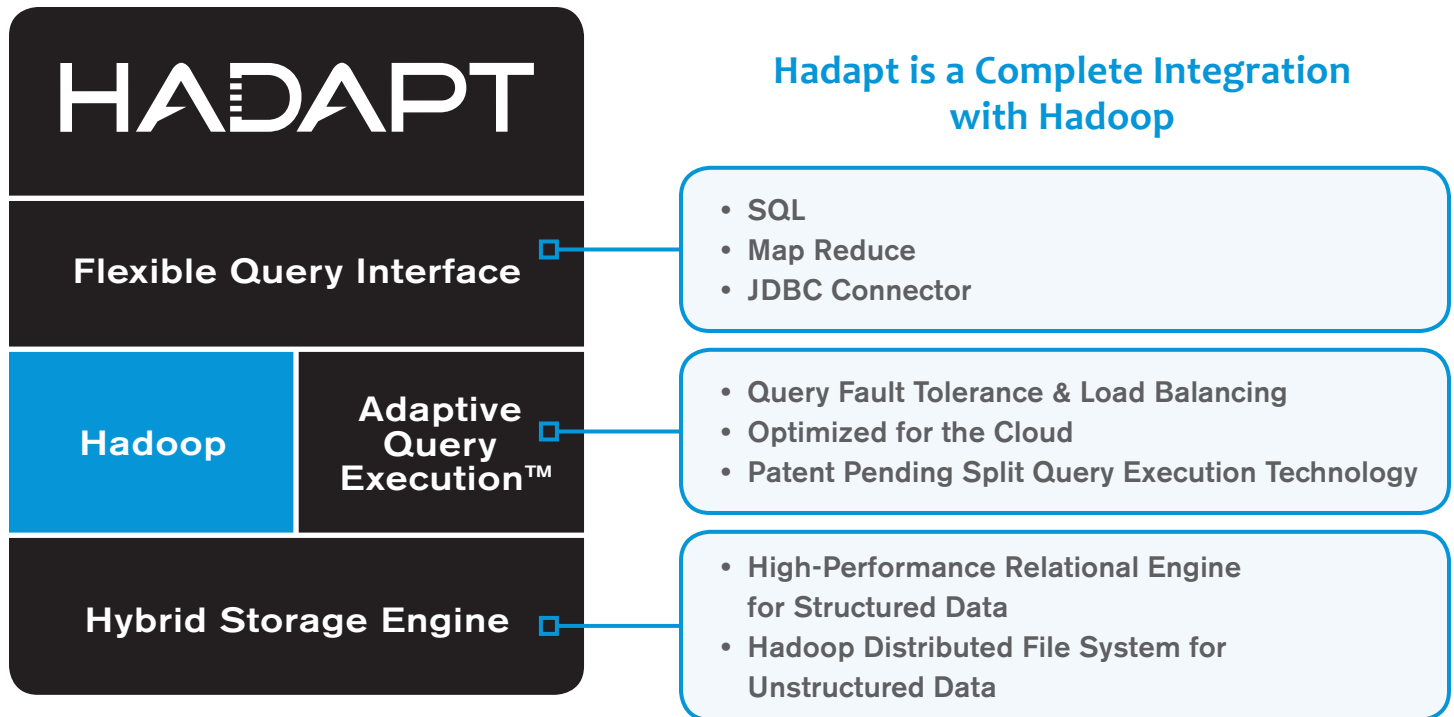 HADAPT
Hadapt is a Complete Integration
with Hadoop
Flexible Query Interface
• SQL
• Map Reduce
• JDBC Connector
Hadoop
Adaptive
Query
Execution™
• Query Fault Tolerance & Load Balancing
• Optimized for the Cloud
• Patent Pending Split Query Execution Technology
Hybrid Storage Engine
• High-Performance Relational Engine
for Structured Data
• Hadoop Distributed File System for
Unstructured Data